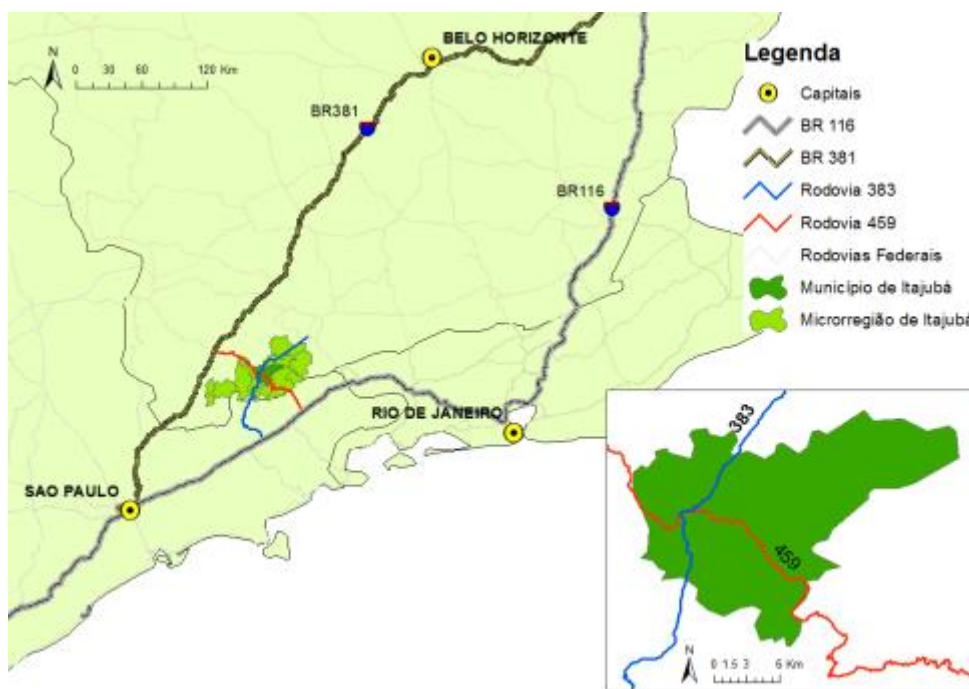 BELO HORIZONTE
N
0 30 60 120 Km
BR381
BR116
RIO DE JANEIRO
SAO PAULO
Legenda
Capitais
BR 116
BR 381
Rodovia 383
Rodovia 459
Rodovias Federais
Município de Itajubá
Microrregião de Itajubá
383
459
N
0 1.5 3 6 Km